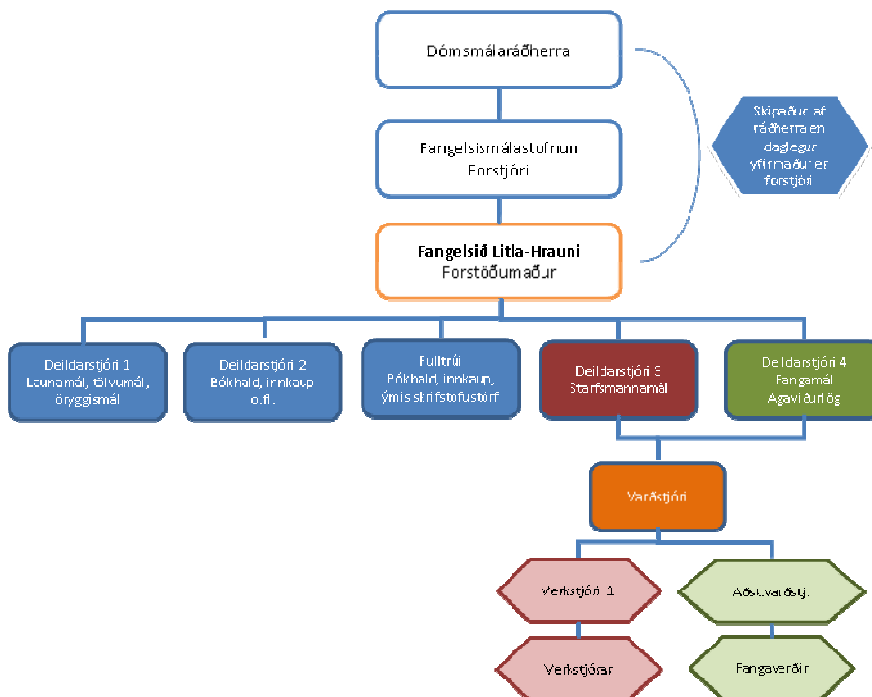 Dómsmálaráðherra
Fangelsismálastofnun
Forstjóri
Skipaður af
ráðherra en
daglegur
yfirmaður er
forstjóri
Fangelsið Litla-Hrauni
Forstöðumaður
Deildarstjóri 1
Launamál, tölvumál,
öryggismál
Deildarstjóri 2
Bókhald, innkaup
o.fl.
Fulltrúi
Bókhald, innkaup,
ýmis skrifstofustörf
Deildarstjóri 3
Starfsmannamál
Deildarstjóri 4
Fangamál
Agaviðurlög
Varðstjóri
Verkstjóri 1
Aðst.varðstj.
Verkstjórar
Fangaverðir